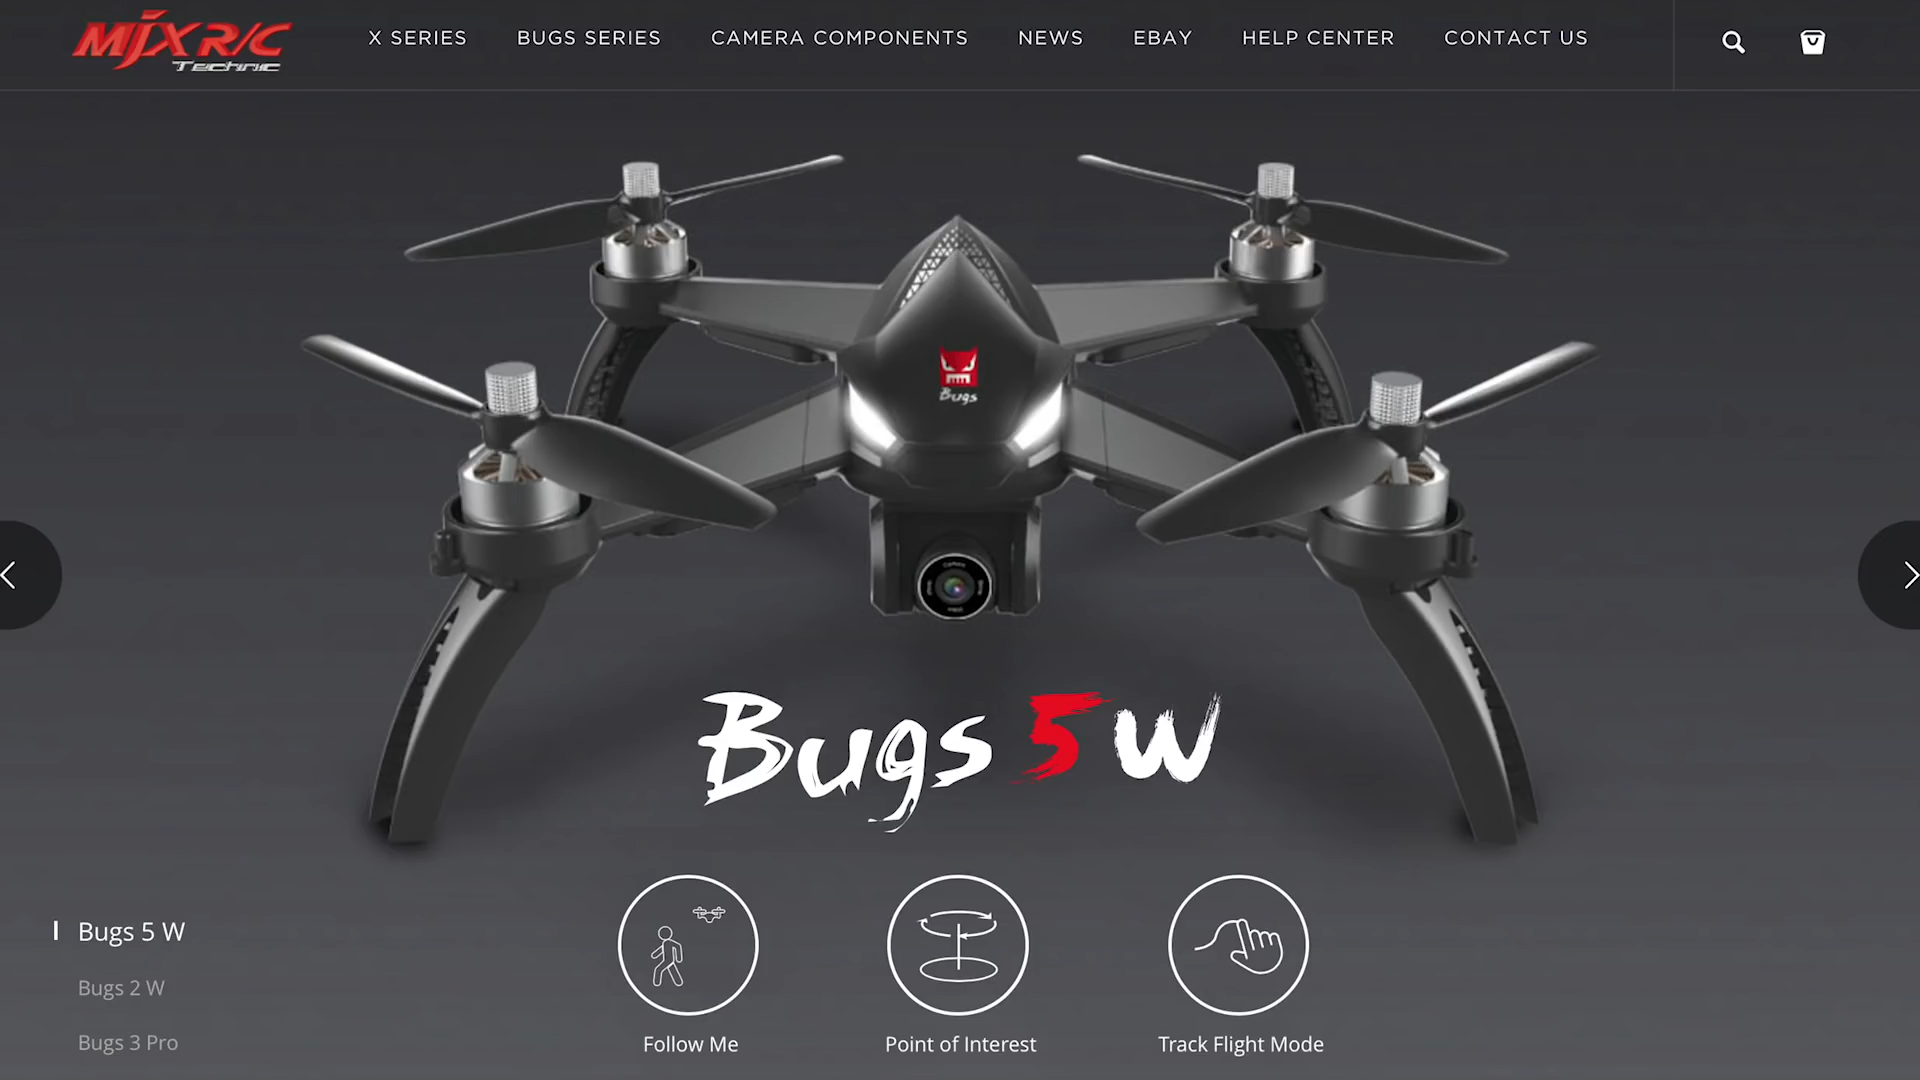 MJX R/C
Technic
X SERIES
BUGS SERIES
CAMERA COMPONENTS
NEWS
EBAY
HELP CENTER
CONTACT US
Bugs
Camera
Bugs 5 W
Bugs 5 W
Bugs 2 W
Bugs 3 Pro
Follow Me
Point of Interest
Track Flight Mode